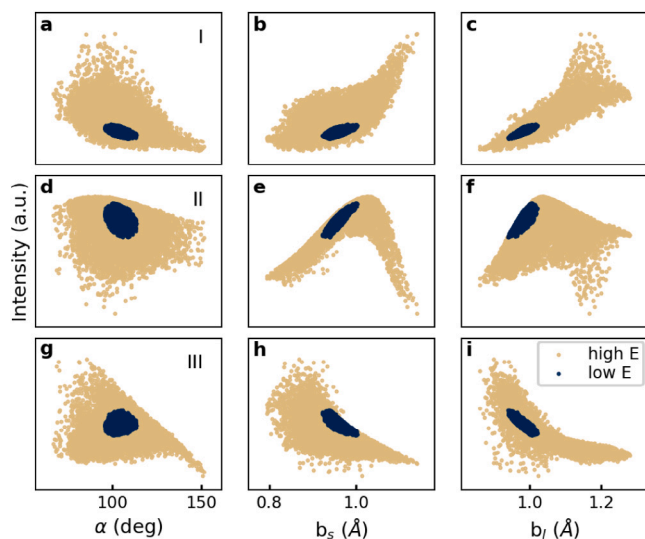 a I b c
Intensity (a.u.)
d II e f
g III h i
high E
low E
100 150 0.8 1.0 1.0 1.2
α (deg) bₛ (Å) bₗ (Å)